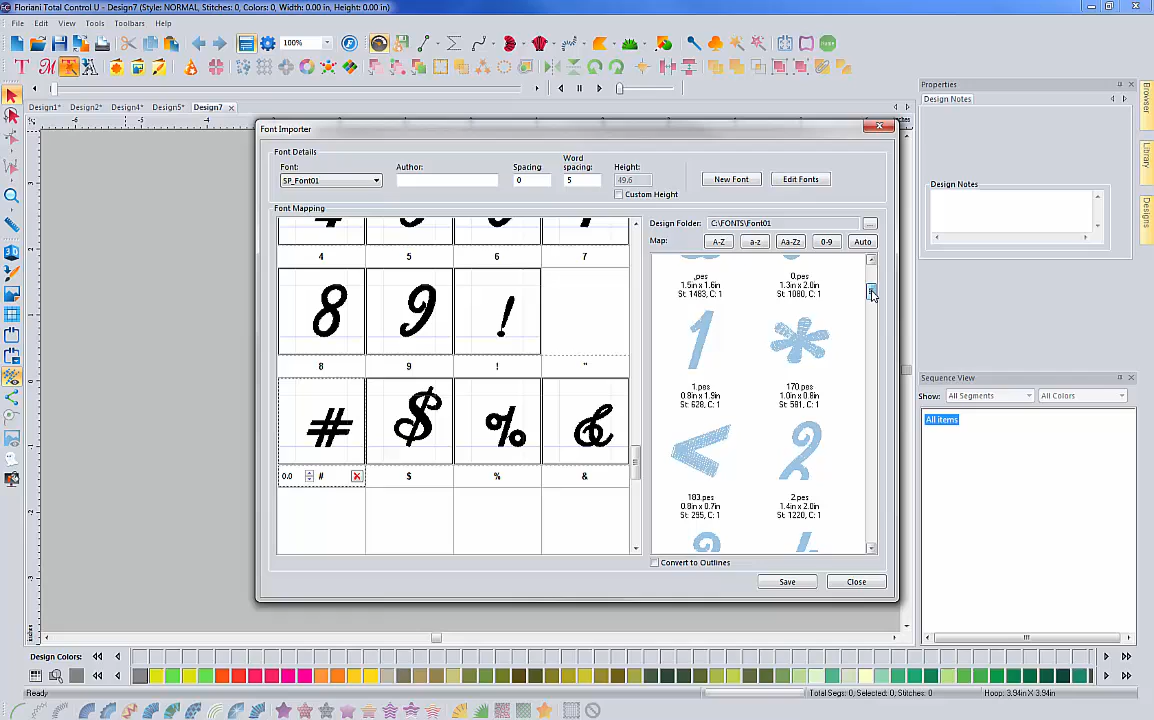 Floriani Total Control U - Design7 (Style: NORMAL, Stitches: 0, Colors: 0, Width: 0.00 in, Height: 0.00 in)
File Edit View Tools Toolbars Help
100%
Design1* Design2* Design4* Design5* Design7
Properties
Design Notes
Design Notes
Browser
Library
Designs
Font Importer
Font Details
Font: Author: Spacing Word spacing: Height:
SP_Font01 0 5 49.6
Custom Height
New Font Edit Fonts
Font Mapping
4 5 6 7
8 9 !
8 9 ! "
# $ % &
0.0 # $ % &
Design Folder: C:\FONTS\Font01 ...
Map: A-Z a-z Aa-Zz 0-9 Auto
,.pes 0.pes
1.5in x 1.6in 1.3in x 2.0in
St: 1483, C: 1 St: 1080, C: 1
1 *
1.pes 170.pes
0.8in x 1.9in 1.0in x 0.8in
St: 628, C: 1 St: 581, C: 1
< 2
183.pes 2.pes
0.8in x 0.7in 1.4in x 2.0in
St: 295, C: 1 St: 1220, C: 1
Convert to Outlines
Save Close
Sequence View
Show: All Segments All Colors
All items
Design Colors:
Ready
Total Segs: 0, Selected: 0, Stitches: 0
Hoop: 3.94in X 3.94in